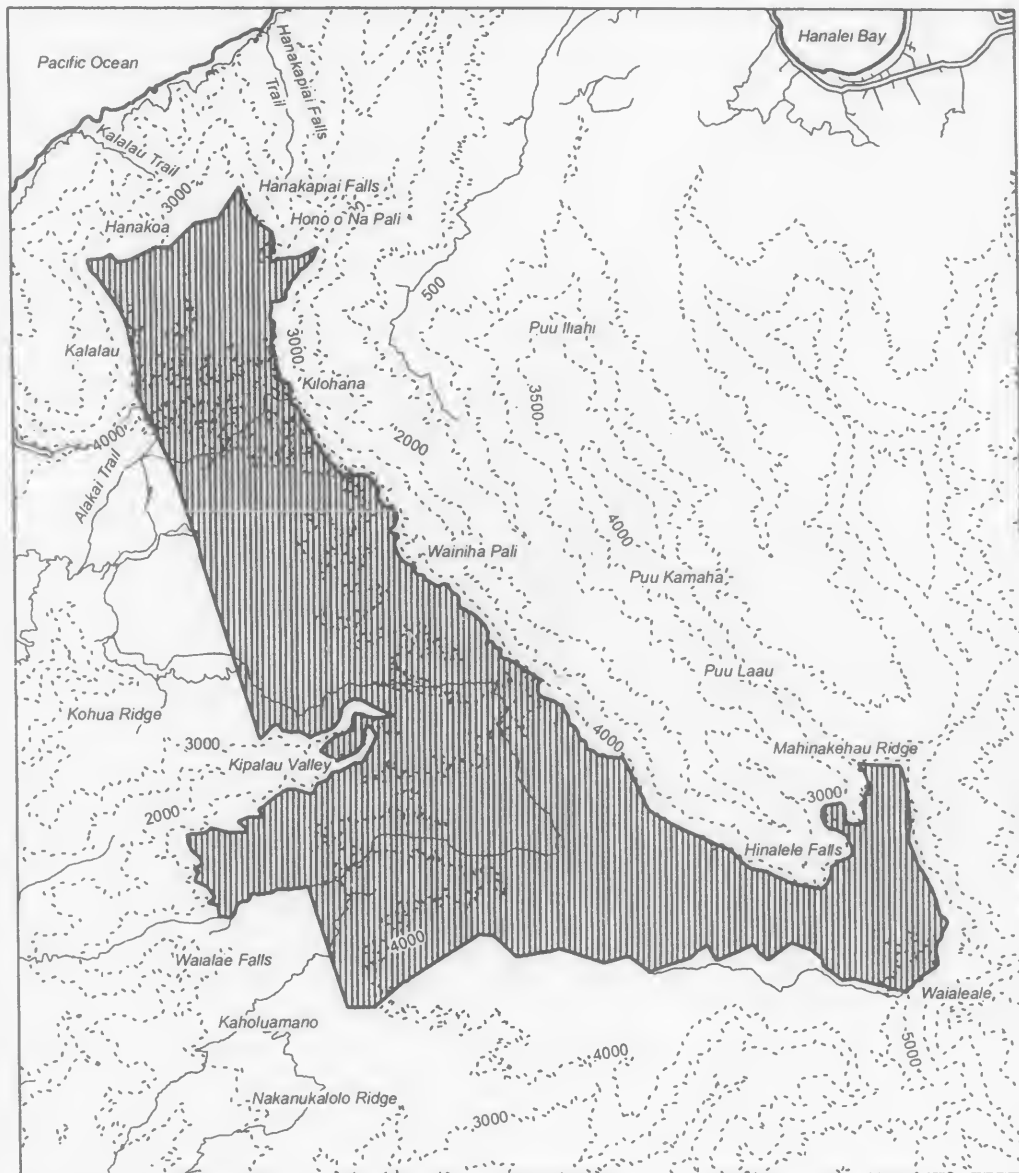 Hanalei Bay
Pacific Ocean
Hanakapiai Falls
Trail
Kalalau Trail
3000
Hanakapiai Falls
Hono o Na Pali
Hanakoa
500
Puu Iliahi
3000
Kalalau
Kilohana
3500
4000
2000
Alakai Trail
4000
Wainiha Pali
Puu Kamaha
Puu Laau
Kohua Ridge
3000
4000
Mahinakehau Ridge
Kipalau Valley
3000
2000
Hinalele Falls
4000
Waialae Falls
Waialeale
Kaholuamano
5000
4000
Nakanukalolo Ridge
3000